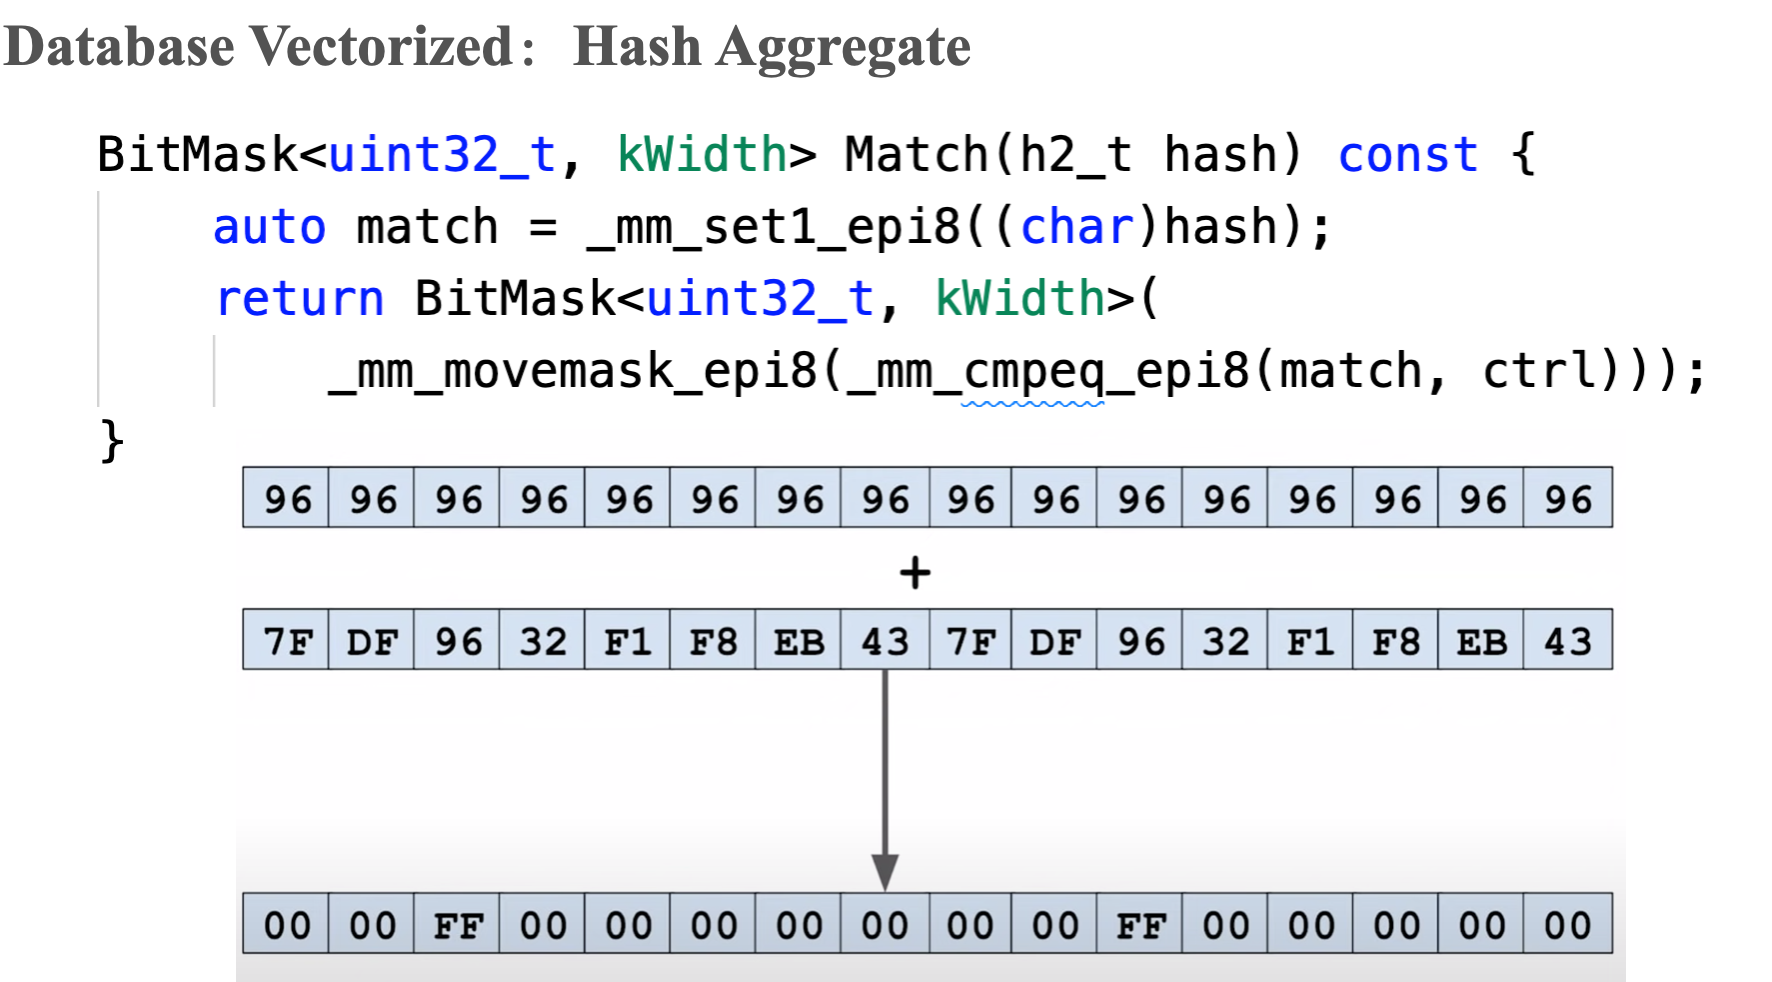 Database Vectorized：Hash Aggregate
BitMask<uint32_t, kWidth> Match(h2_t hash) const {
auto match = _mm_set1_epi8((char)hash);
return BitMask<uint32_t, kWidth>(
_mm_movemask_epi8(_mm_cmpeq_epi8(match, ctrl)));
}
96 96 96 96 96 96 96 96 96 96 96 96 96 96 96 96
+
7F DF 96 32 F1 F8 EB 43 7F DF 96 32 F1 F8 EB 43
00 00 FF 00 00 00 00 00 00 00 FF 00 00 00 00 00